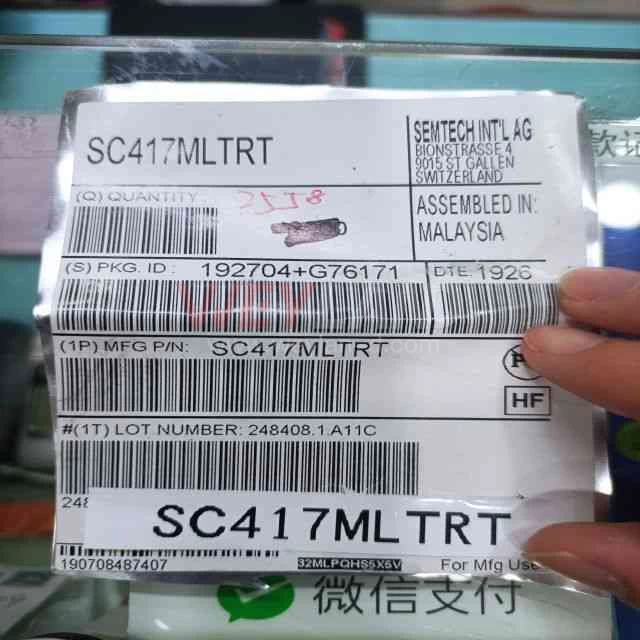 SC417MLTRT
SEMTECH INT'L AG
BIONSTRASSE 4
9015 ST GALLEN
SWITZERLAND
(Q) QUANTITY
ASSEMBLED IN:
MALAYSIA
(S) PKG. ID : 192704+G76171
DTE. 1926
WEY
(1P) MFG P/N: SC417MLTRT
HF
#(1T) LOT NUMBER: 248408.1.A11C
248
SC417MLTRT
190708487407
32MLPQHS5X5V
For Mfg Use
微信支付